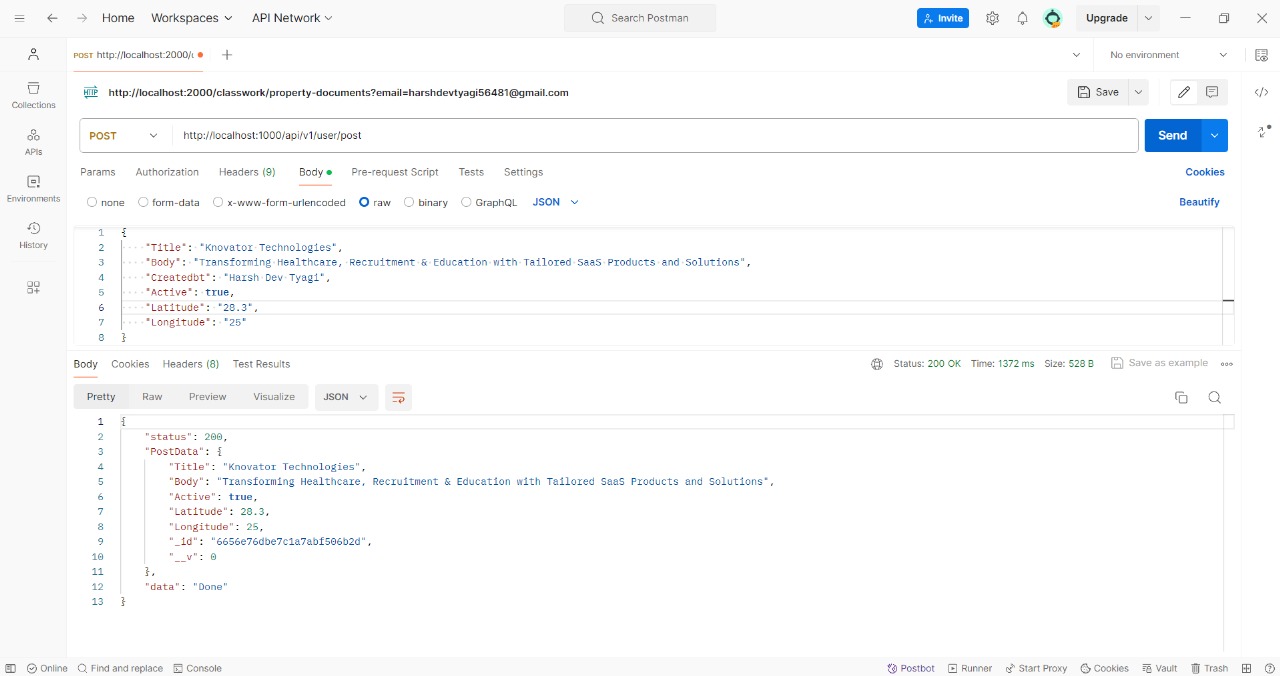 Home Workspaces API Network Search Postman Invite Upgrade
POST http://localhost:2000/ No environment
HTTP http://localhost:2000/classwork/property-documents?email=harshdevtyagi56481@gmail.com Save
POST http://localhost:1000/api/v1/user/post Send
Params Authorization Headers (9) Body Pre-request Script Tests Settings Cookies
none form-data x-www-form-urlencoded raw binary GraphQL JSON Beautify
1 {
2 "Title": "Knovator Technologies",
3 "Body": "Transforming Healthcare, Recruitment & Education with Tailored SaaS Products and Solutions",
4 "Createdbt": "Harsh Dev Tyagi",
5 "Active": true,
6 "Latitude": "28.3",
7 "Longitude": "25"
8 }
Body Cookies Headers (8) Test Results Status: 200 OK Time: 1372 ms Size: 528 B Save as example
Pretty Raw Preview Visualize JSON
1 {
2 "status": 200,
3 "PostData": {
4 "Title": "Knovator Technologies",
5 "Body": "Transforming Healthcare, Recruitment & Education with Tailored SaaS Products and Solutions",
6 "Active": true,
7 "Latitude": 28.3,
8 "Longitude": 25,
9 "_id": "6656e76dbe7c1a7abf506b2d",
10 "__v": 0
11 },
12 "data": "Done"
13 }
Collections
APIs
Environments
History
Online Find and replace Console Postbot Runner Start Proxy Cookies Vault Trash